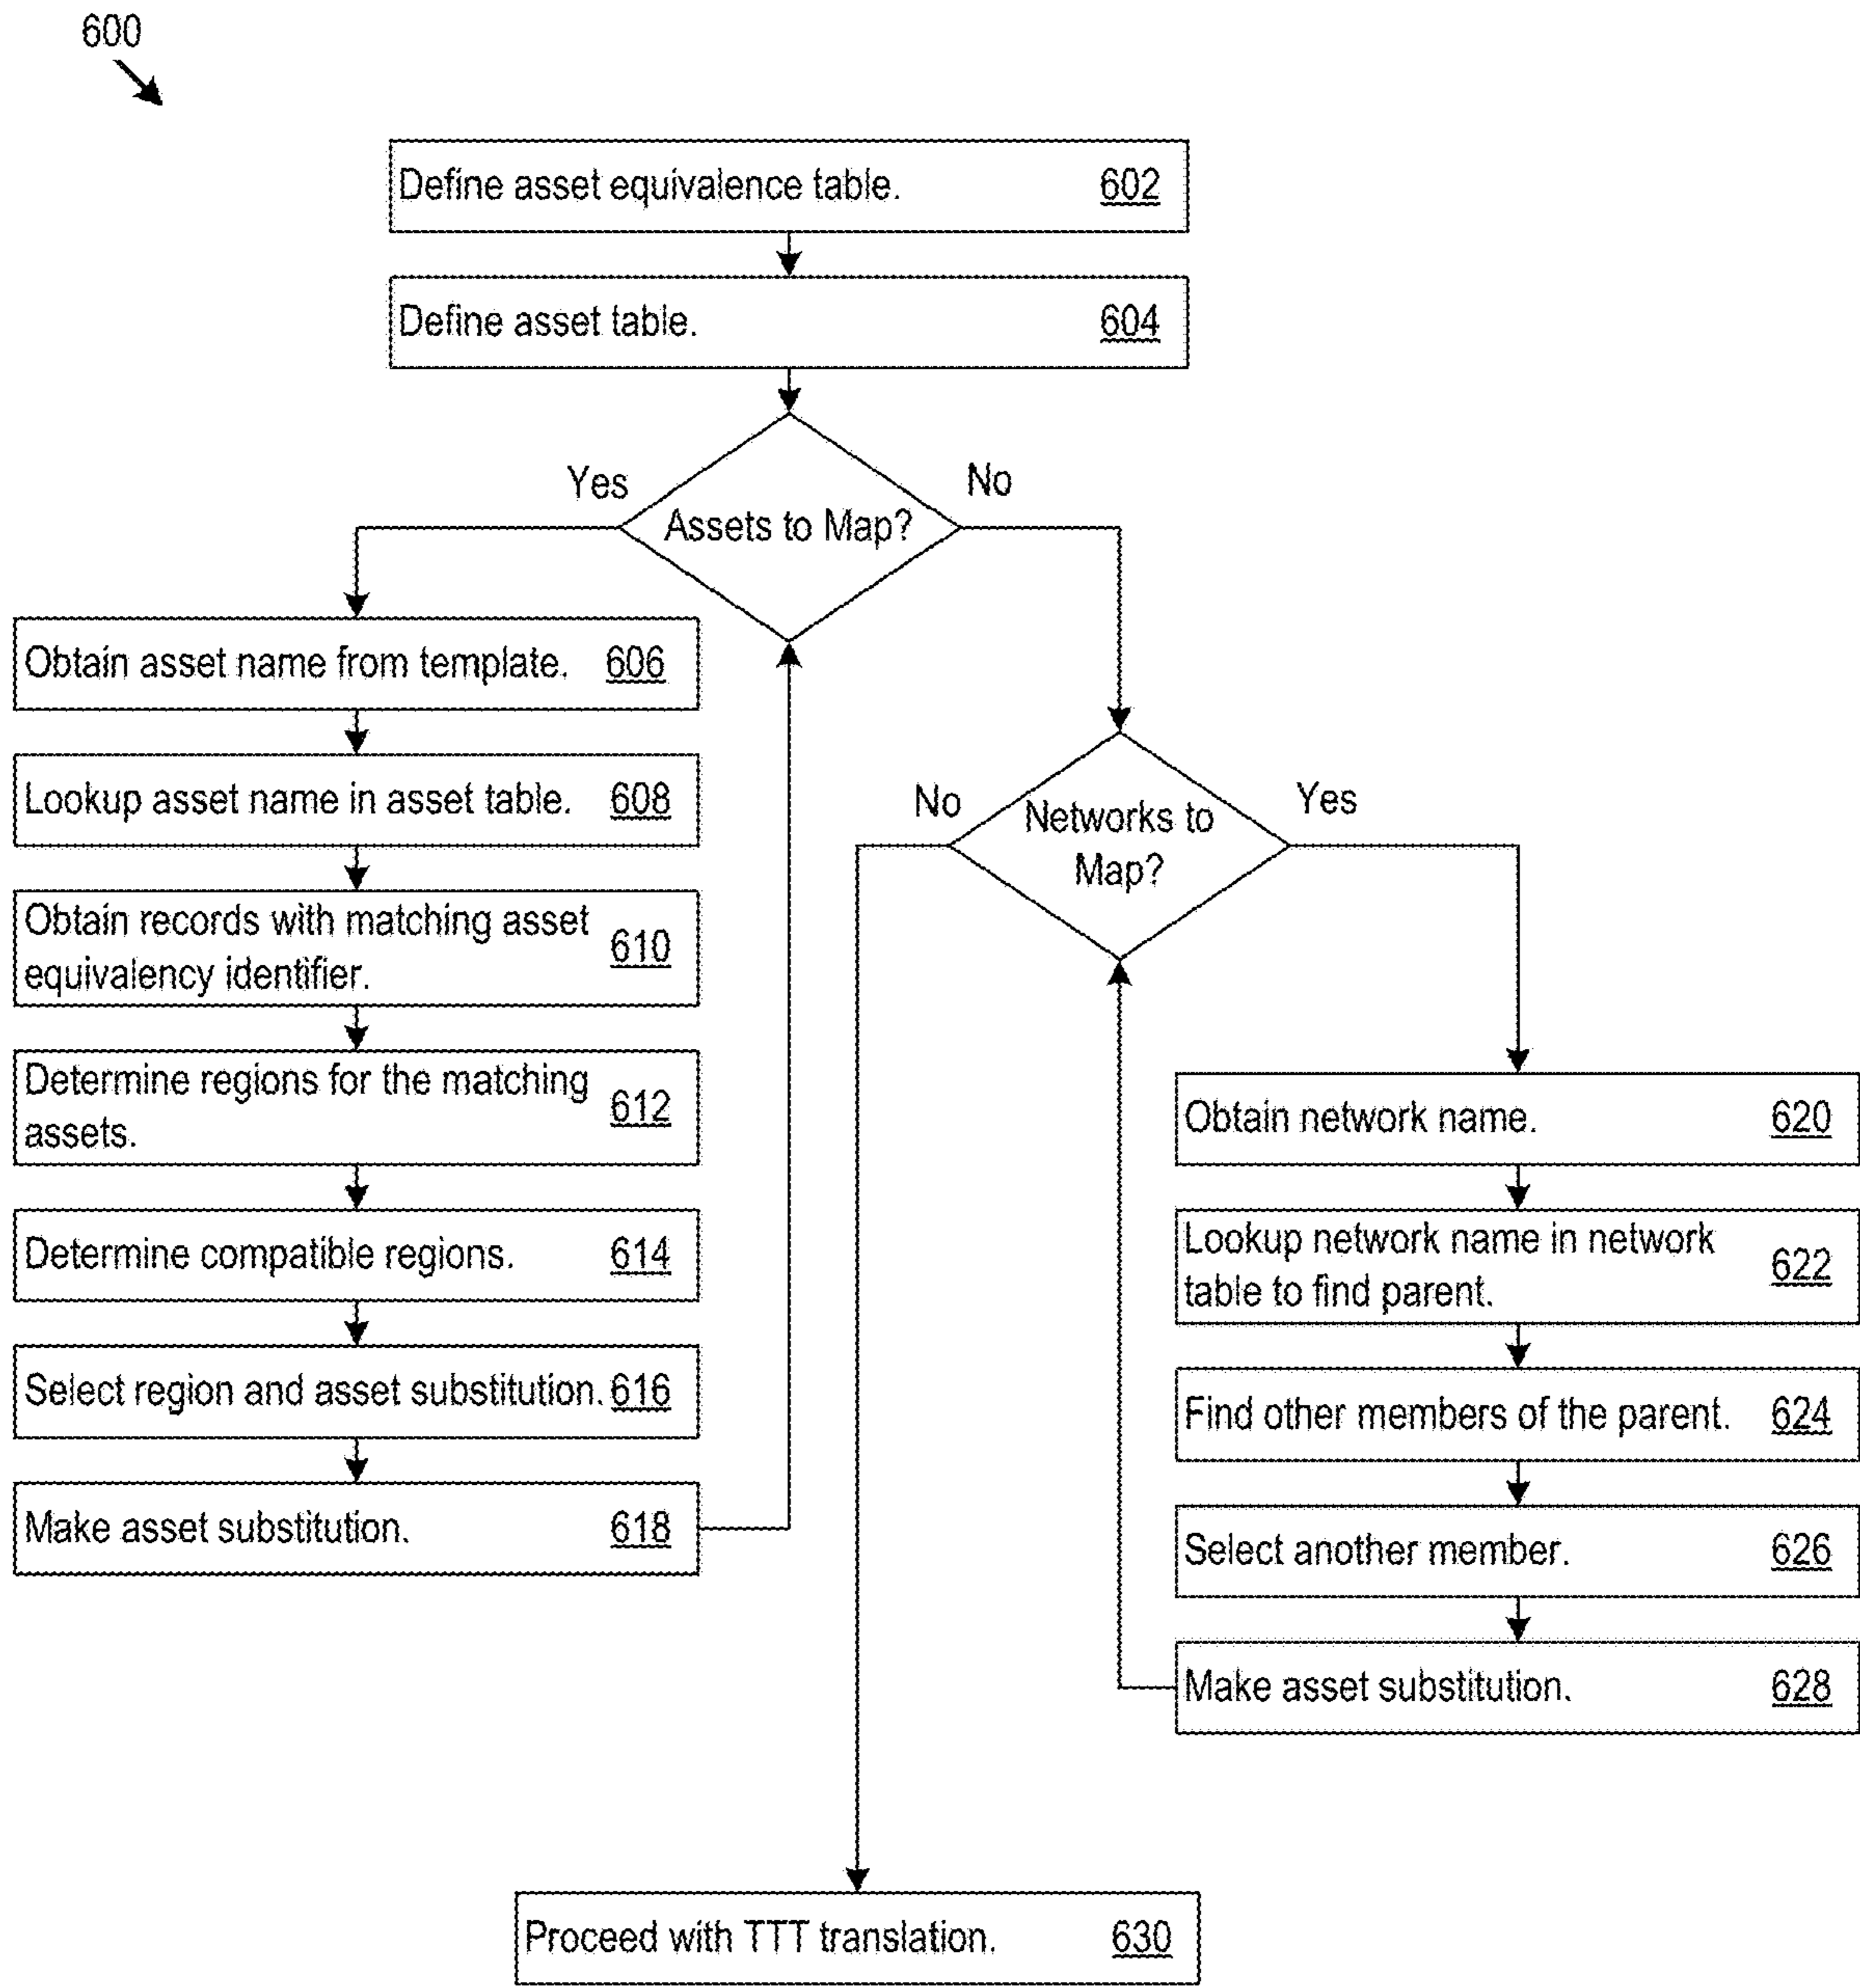 600
Define asset equivalence table. 602
Define asset table. 604
Yes
No
Assets to Map?
Obtain asset name from template. 606
Lookup asset name in asset table. 608
Obtain records with matching asset
equivalency identifier.
610
Determine regions for the matching
assets.
612
Determine compatible regions. 614
Select region and asset substitution. 616
Make asset substitution. 618
No
Yes
Networks to
Map?
Obtain network name. 620
Lookup network name in network
table to find parent.
622
Find other members of the parent. 624
Select another member. 626
Make asset substitution. 628
Proceed with TTT translation. 630